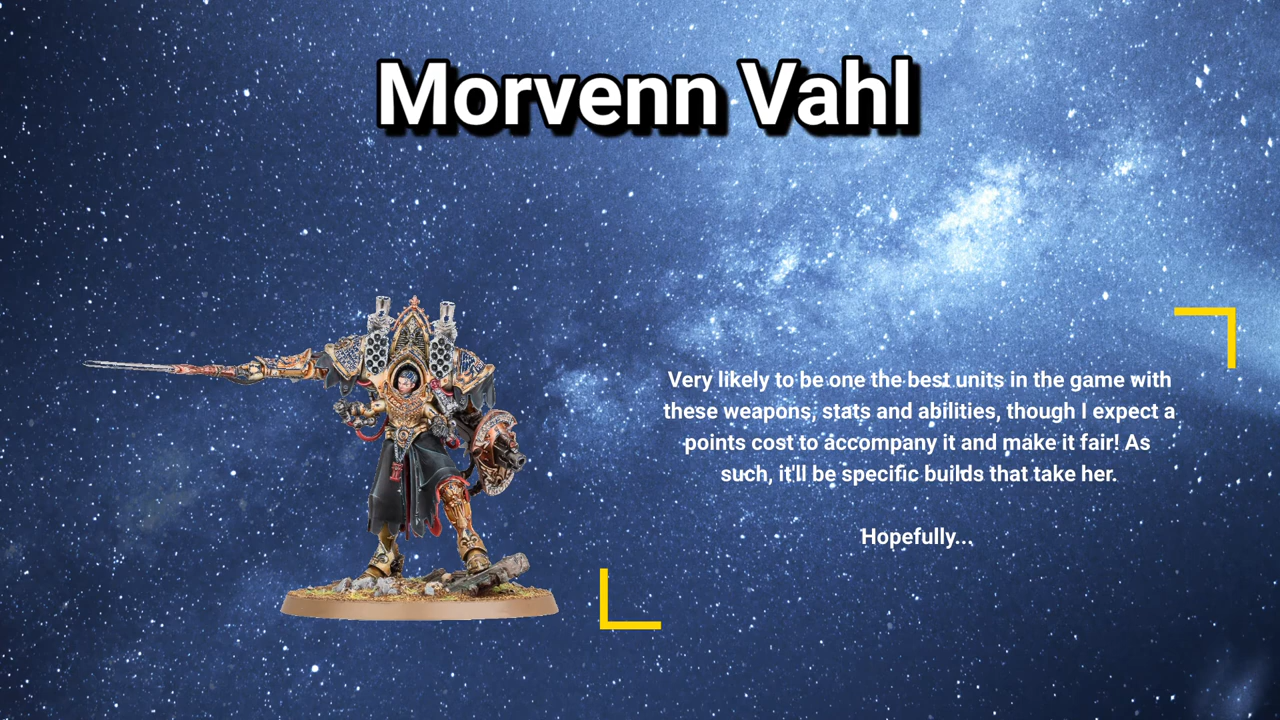 Morvenn Vahl
Very likely to be one the best units in the game with
these weapons, stats and abilities, though I expect a
points cost to accompany it and make it fair! As
such, it'll be specific builds that take her.
Hopefully...